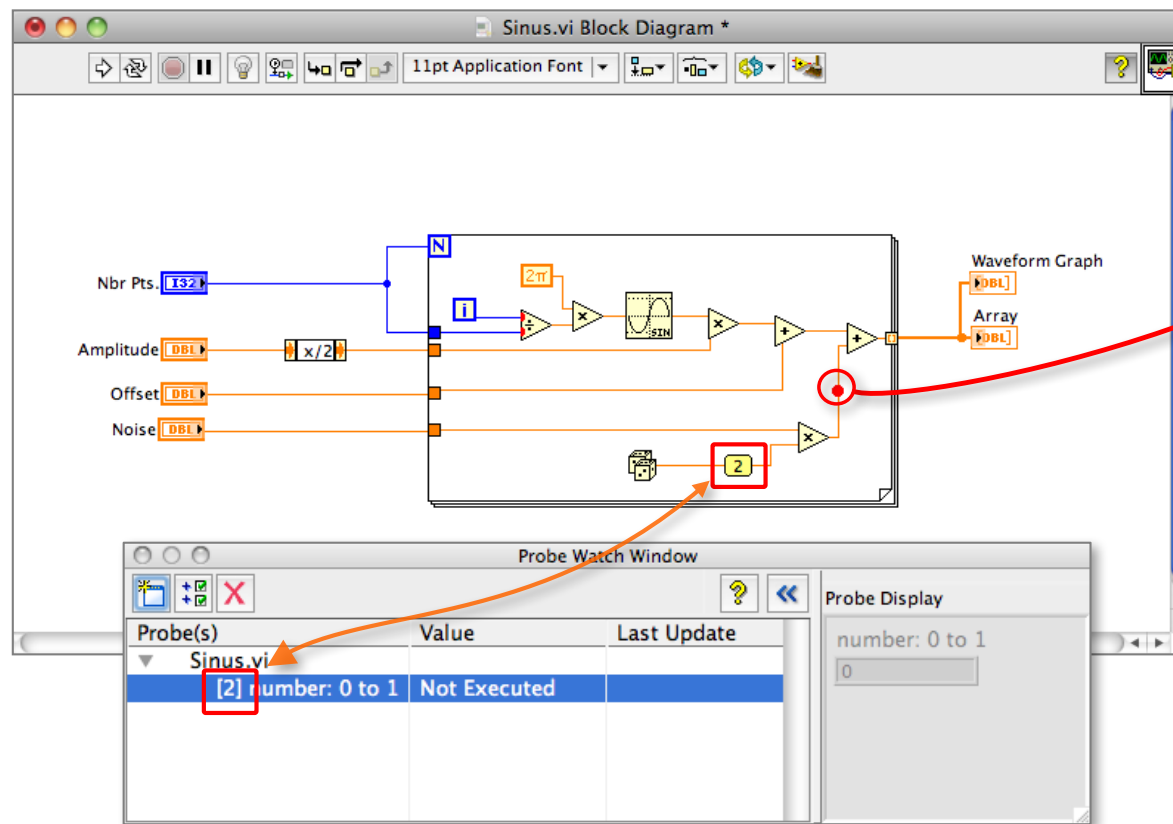 Sinus.vi Block Diagram *
11pt Application Font
?
N
Waveform Graph
2π
Nbr Pts. I32
DBL]
i
÷
x
SIN
x
Array
+
+
DBL]
Amplitude DBL
x/2
Offset DBL
Noise DBL
x
2
Probe Watch Window
?
Probe Display
Probe(s) Value Last Update
number: 0 to 1
Sinus.vi
0
[2] number: 0 to 1 Not Executed